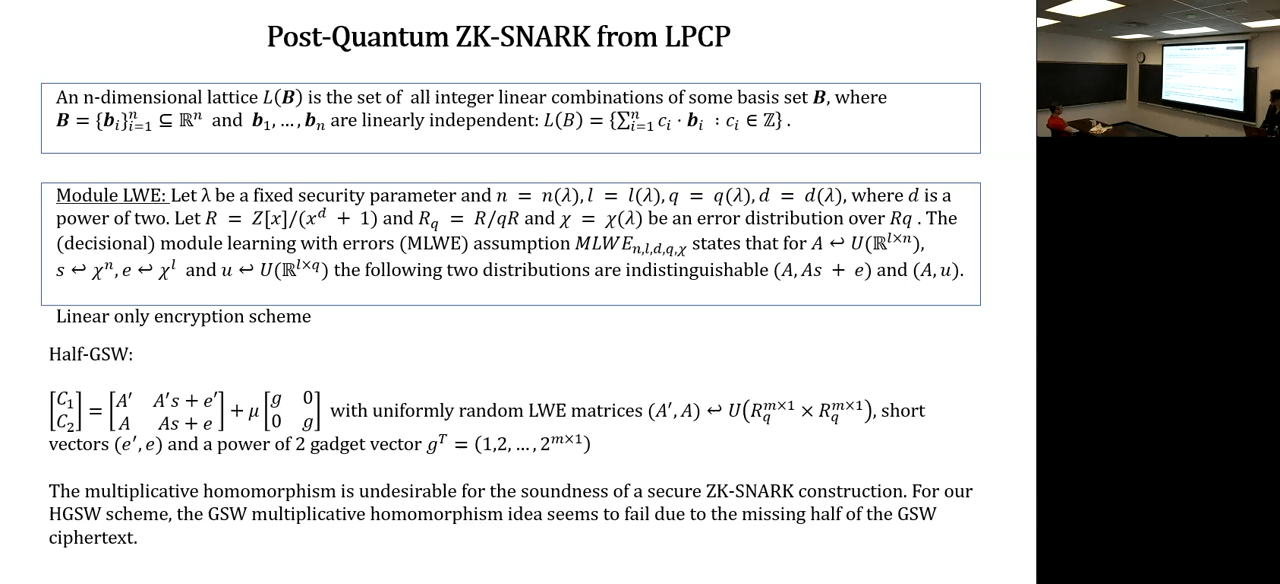 Post-Quantum ZK-SNARK from LPCP
An n-dimensional lattice L(B) is the set of all integer linear combinations of some basis set B, where
B = {b_i}_{i=1}^n ⊆ ℝ^n and b_1, …, b_n are linearly independent: L(B) = {∑_{i=1}^n c_i · b_i : c_i ∈ ℤ} .
Module LWE: Let λ be a fixed security parameter and n = n(λ), l = l(λ), q = q(λ), d = d(λ), where d is a
power of two. Let R = Z[x]/(x^d + 1) and R_q = R/qR and χ = χ(λ) be an error distribution over Rq . The
(decisional) module learning with errors (MLWE) assumption MLWE_{n,l,d,q,χ} states that for A ↩ U(ℝ^{l×n}),
s ↩ χ^n, e ↩ χ^l and u ↩ U(ℝ^{l×q}) the following two distributions are indistinguishable (A, As + e) and (A, u).
Linear only encryption scheme
Half-GSW:
[C_1; C_2] = [A′ A′s + e′; A As + e] + μ [g 0; 0 g] with uniformly random LWE matrices (A′, A) ↩ U(R_q^{m×1} × R_q^{m×1}), short
vectors (e′, e) and a power of 2 gadget vector g^T = (1,2, …, 2^{m×1})
The multiplicative homomorphism is undesirable for the soundness of a secure ZK-SNARK construction. For our
HGSW scheme, the GSW multiplicative homomorphism idea seems to fail due to the missing half of the GSW
ciphertext.